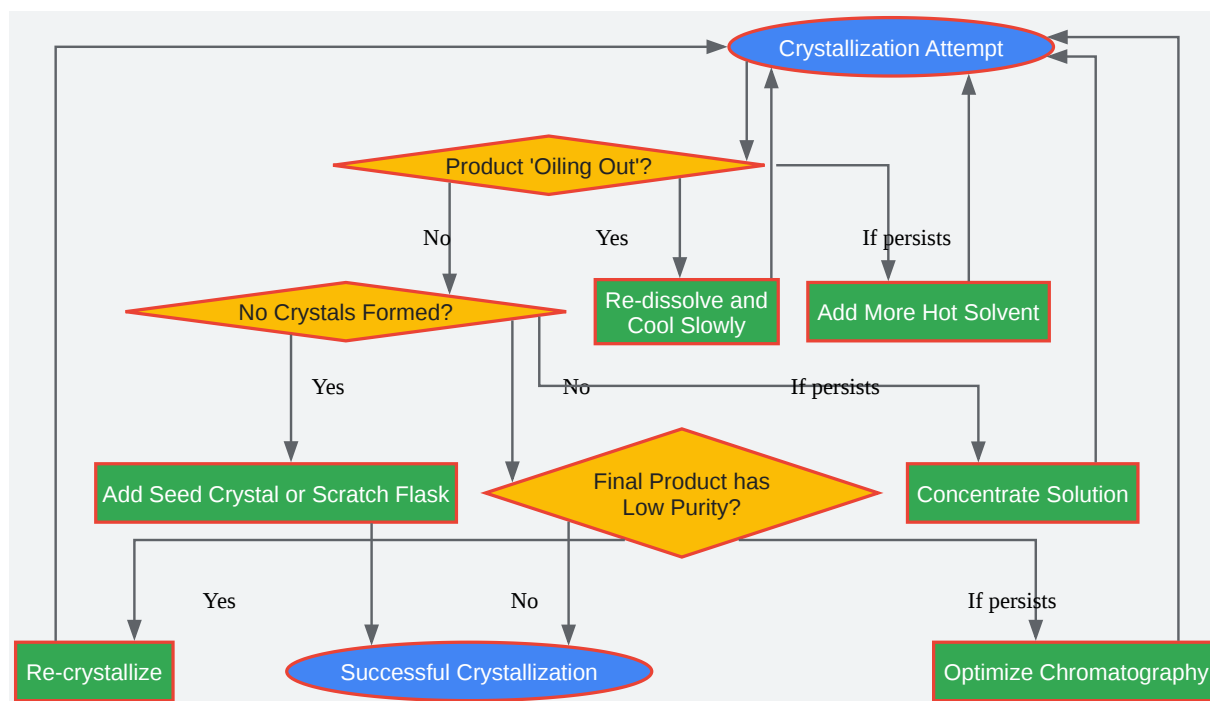 Crystallization Attempt
Product 'Oiling Out'?
No
Yes
If persists
No Crystals Formed?
Re-dissolve and
Cool Slowly
Add More Hot Solvent
Yes
No
If persists
Add Seed Crystal or Scratch Flask
Final Product has
Low Purity?
Concentrate Solution
Yes
No
If persists
Re-crystallize
Successful Crystallization
Optimize Chromatography